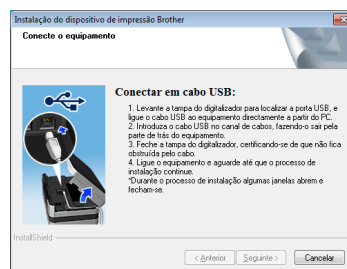 Instalação do dispositivo de impressão Brother
Conecte o equipamento
Conectar em cabo USB:
1. Levante a tampa do digitalizador para localizar a porta USB, e
ligue o cabo USB ao equipamento directamente a partir do PC.
2. Introduza o cabo USB no canal de cabos, fazendo-o sair pela
parte de trás do equipamento.
3. Feche a tampa do digitalizador, certificando-se de que não fica
obstruída pelo cabo.
4. Ligue o equipamento e aguarde até que o processo de
instalação continue.
*Durante o processo de instalação algumas janelas abrem e
fecham-se.
InstallShield
< Anterior
Seguinte >
Cancelar